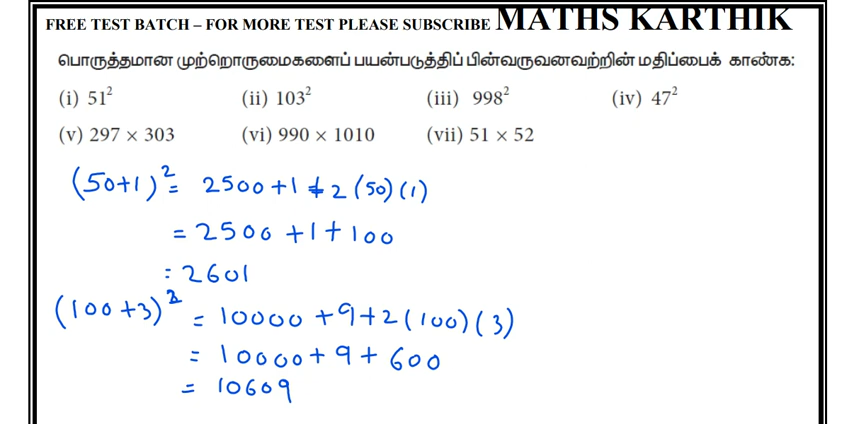 FREE TEST BATCH – FOR MORE TEST PLEASE SUBSCRIBE MATHS KARTHIK
பொருத்தமான முற்றொருமைகளைப் பயன்படுத்திப் பின்வருவனவற்றின் மதிப்பைக் காண்க:
(i) 51² (ii) 103² (iii) 998² (iv) 47²
(v) 297 × 303 (vi) 990 × 1010 (vii) 51 × 52
(50+1)² = 2500 + 1 + 2 (50) (1)
= 2500 + 1 + 100
= 2601
(100 + 3)² = 10000 + 9 + 2 (100) (3)
= 10000 + 9 + 600
= 10609